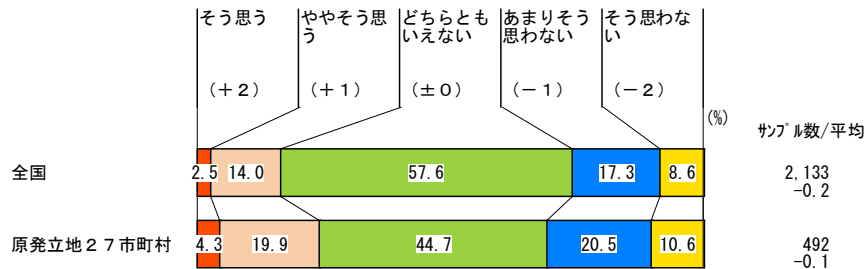 そう思う ややそう思 どちらとも あまりそう そう思わな
う いえない 思わない い
(＋２) (＋１) (±０) (－１) (－２)
(%)
ｻﾝﾌﾟﾙ数/平均
全国 2.5 14.0 57.6 17.3 8.6 2,133
-0.2
原発立地２７市町村 4.3 19.9 44.7 20.5 10.6 492
-0.1